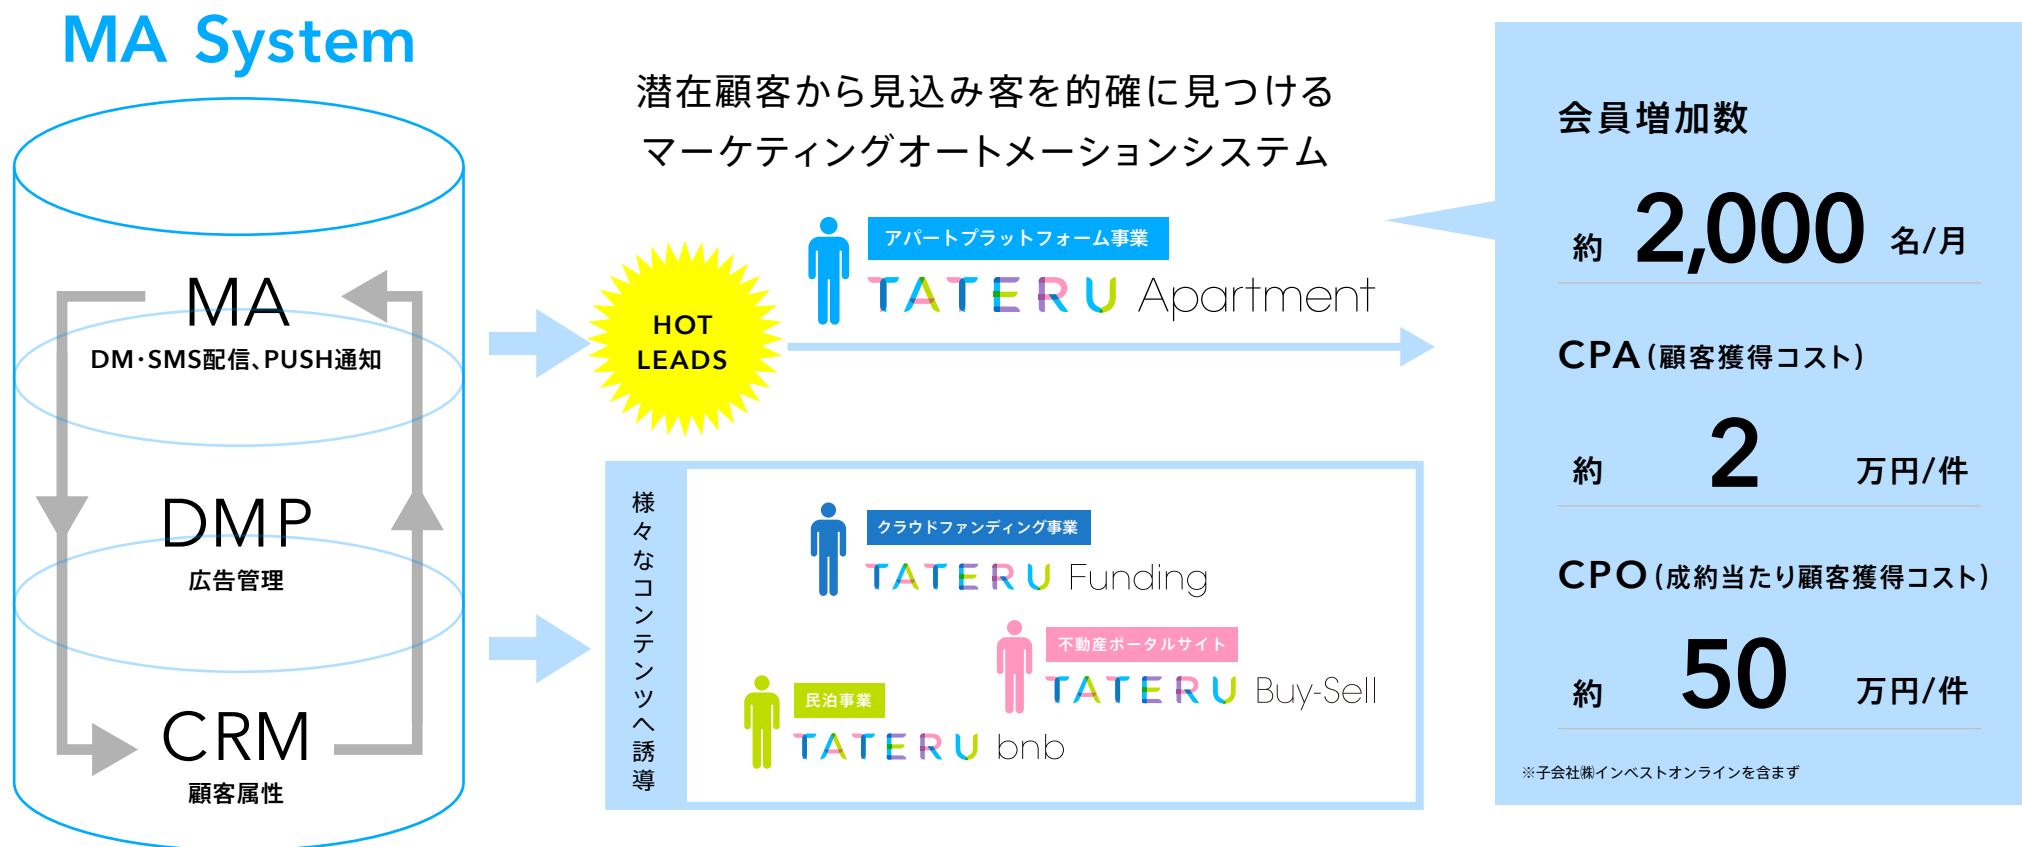 MA System
MA
DM・SMS配信、PUSH通知
DMP
広告管理
CRM
顧客属性
潜在顧客から見込み客を的確に見つける
マーケティングオートメーションシステム
HOT
LEADS
アパートプラットフォーム事業
TATERU Apartment
様々なコンテンツへ誘導
クラウドファンディング事業
TATERU Funding
不動産ポータルサイト
TATERU Buy-Sell
民泊事業
TATERU bnb
会員増加数
約 2,000 名/月
CPA(顧客獲得コスト)
約 2 万円/件
CPO(成約当たり顧客獲得コスト)
約 50 万円/件
※子会社㈱インベストオンラインを含まず